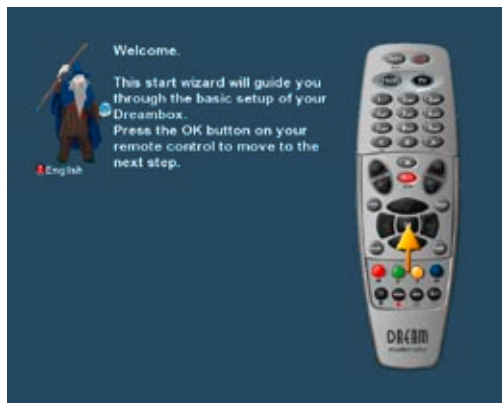 Welcome.
This start wizard will guide you
through the basic setup of your
Dreambox.
Press the OK button on your
remote control to move to the
next step.
English
DREAM